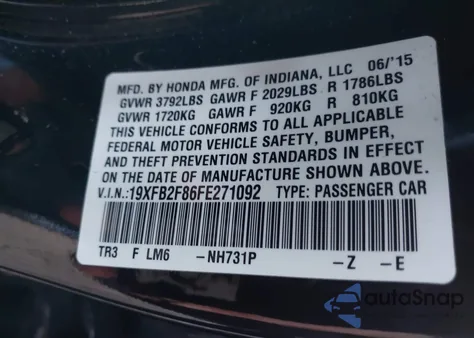 MFD. BY HONDA MFG. OF INDIANA, LLC 06/'15
GVWR 3792LBS GAWR F 2029LBS R 1786LBS
GVWR 1720KG GAWR F 920KG R 810KG
THIS VEHICLE CONFORMS TO ALL APPLICABLE
FEDERAL MOTOR VEHICLE SAFETY, BUMPER,
AND THEFT PREVENTION STANDARDS IN EFFECT
ON THE DATE OF MANUFACTURE SHOWN ABOVE.
V.I.N.:19XFB2F86FE271092 TYPE: PASSENGER CAR
TR3 F LM6 -NH731P -Z -E
autoSnap